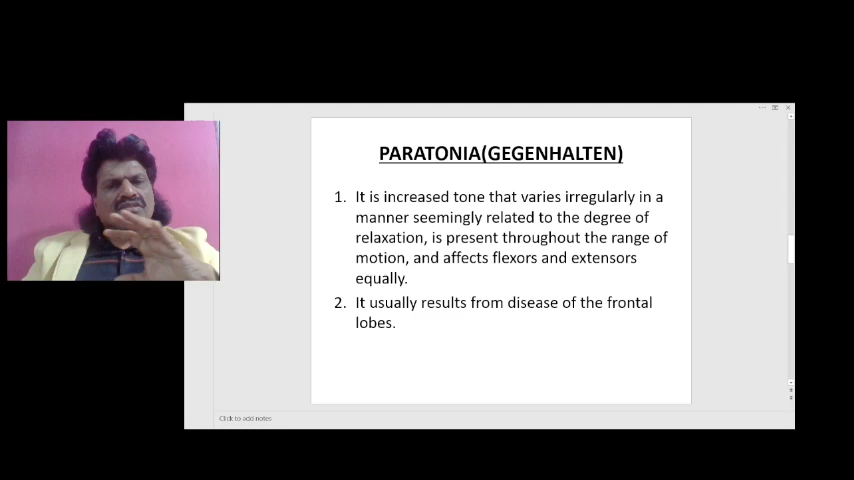 PARATONIA(GEGENHALTEN)
1. It is increased tone that varies irregularly in a
manner seemingly related to the degree of
relaxation, is present throughout the range of
motion, and affects flexors and extensors
equally.
2. It usually results from disease of the frontal
lobes.
Click to add notes